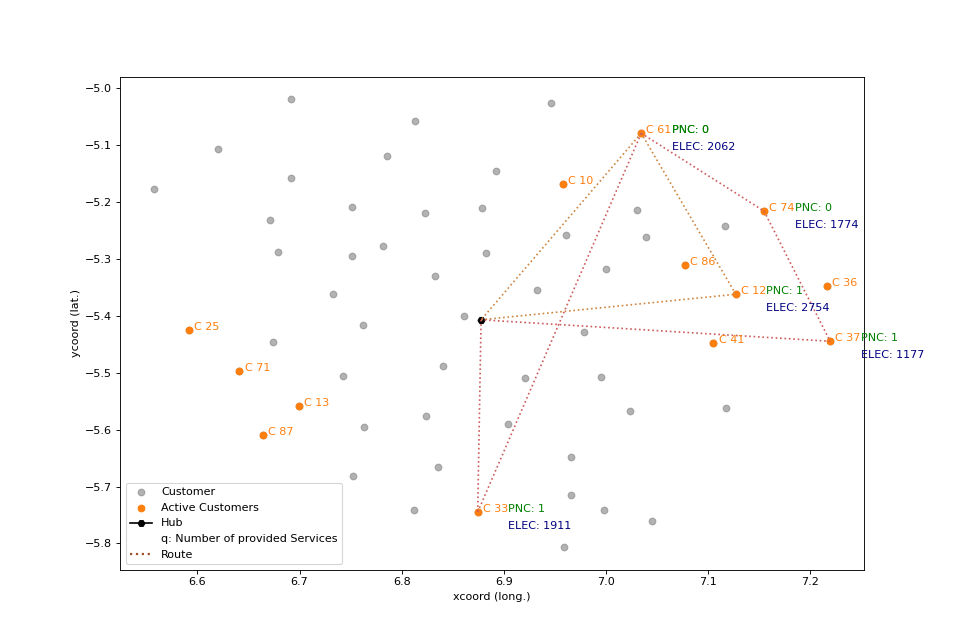 −5.0
−5.1
−5.2
−5.3
−5.4
−5.5
−5.6
−5.7
−5.8
ycoord (lat.)
C 61 PNC: 0
ELEC: 2062
C 10
C 74 PNC: 0
ELEC: 1774
C 86
C 36
C 12 PNC: 1
ELEC: 2754
C 25
C 41
C 37 PNC: 1
ELEC: 1177
C 71
C 13
C 87
C 33 PNC: 1
ELEC: 1911
Customer
Active Customers
Hub
q: Number of provided Services
Route
6.6 6.7 6.8 6.9 7.0 7.1 7.2
xcoord (long.)